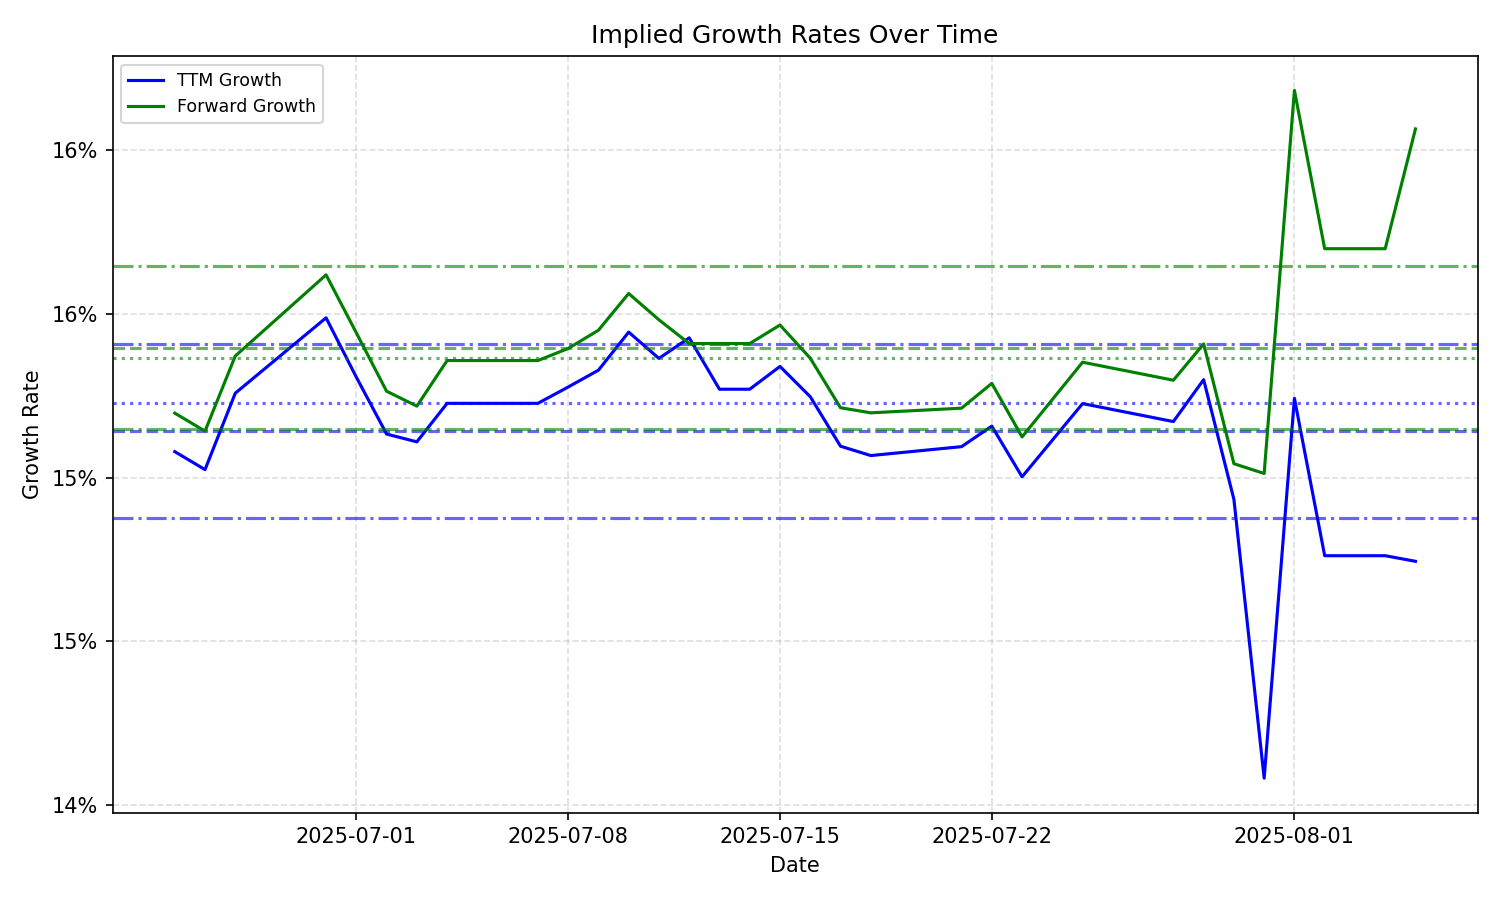 Implied Growth Rates Over Time
TTM Growth
Forward Growth
16%
16%
15%
15%
14%
Growth Rate
2025-07-01
2025-07-08
2025-07-15
2025-07-22
2025-08-01
Date